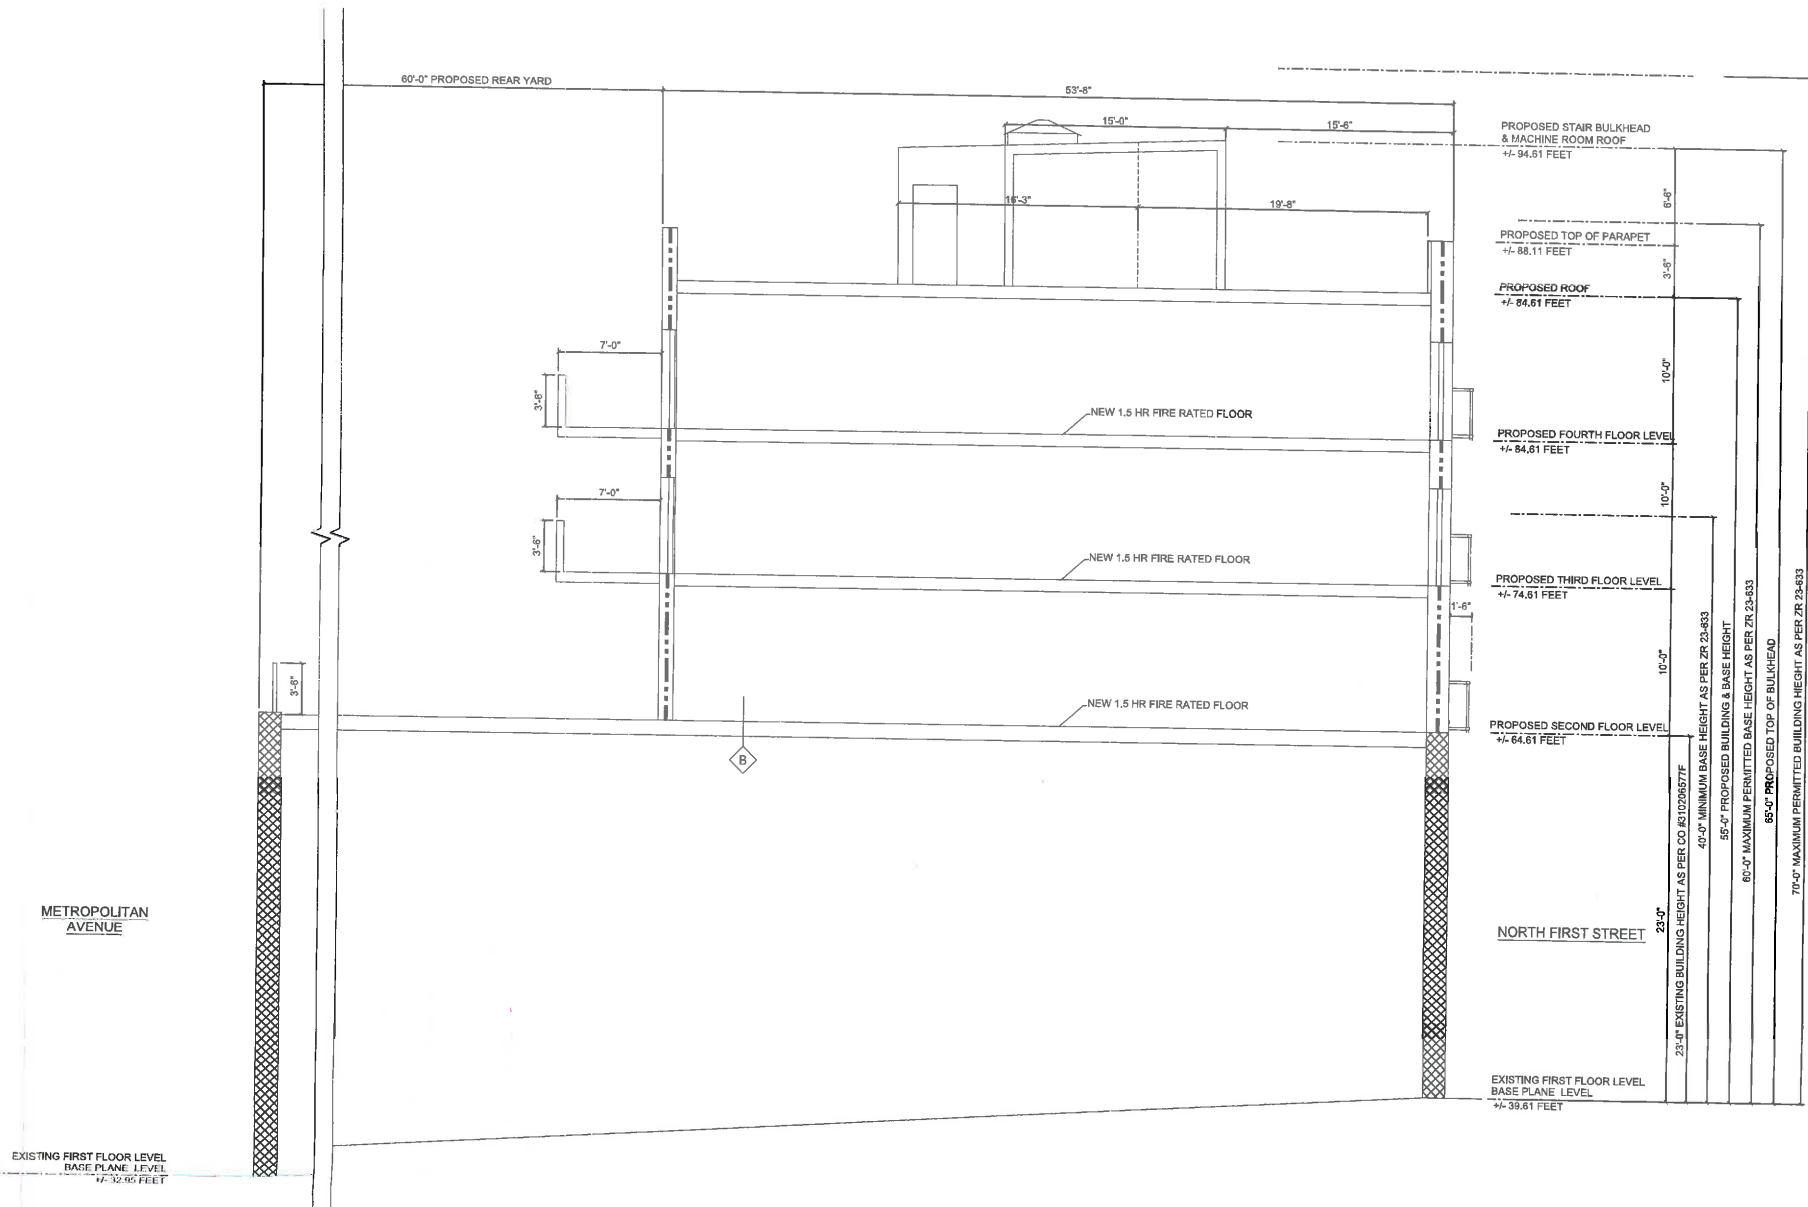 60'-0" PROPOSED REAR YARD
53'-8"
15'-0"
15'-6"
PROPOSED STAIR BULKHEAD
& MACHINE ROOM ROOF
+/- 94.61 FEET
6'-6"
16'-3"
19'-8"
PROPOSED TOP OF PARAPET
+/- 88.11 FEET
3'-6"
PROPOSED ROOF
+/- 84.61 FEET
7'-0"
3'-6"
10'-0"
NEW 1.5 HR FIRE RATED FLOOR
PROPOSED FOURTH FLOOR LEVEL
+/- 84.61 FEET
7'-0"
3'-6"
10'-0"
NEW 1.5 HR FIRE RATED FLOOR
PROPOSED THIRD FLOOR LEVEL
+/- 74.61 FEET
1'-6"
10'-0"
3'-6"
NEW 1.5 HR FIRE RATED FLOOR
PROPOSED SECOND FLOOR LEVEL
+/- 64.61 FEET
B
23'-0"
23'-0" EXISTING BUILDING HEIGHT AS PER CO #310206577F
40'-0" MINIMUM BASE HEIGHT AS PER ZR 23-633
55'-0" PROPOSED BUILDING & BASE HEIGHT
60'-0" MAXIMUM PERMITTED BASE HEIGHT AS PER ZR 23-633
65'-0" PROPOSED TOP OF BULKHEAD
70'-0" MAXIMUM PERMITTED BUILDING HIEGHT AS PER ZR 23-633
METROPOLITAN
AVENUE
NORTH FIRST STREET
EXISTING FIRST FLOOR LEVEL
BASE PLANE LEVEL
+/- 39.61 FEET
EXISTING FIRST FLOOR LEVEL
BASE PLANE LEVEL
+/- 32.95 FEET